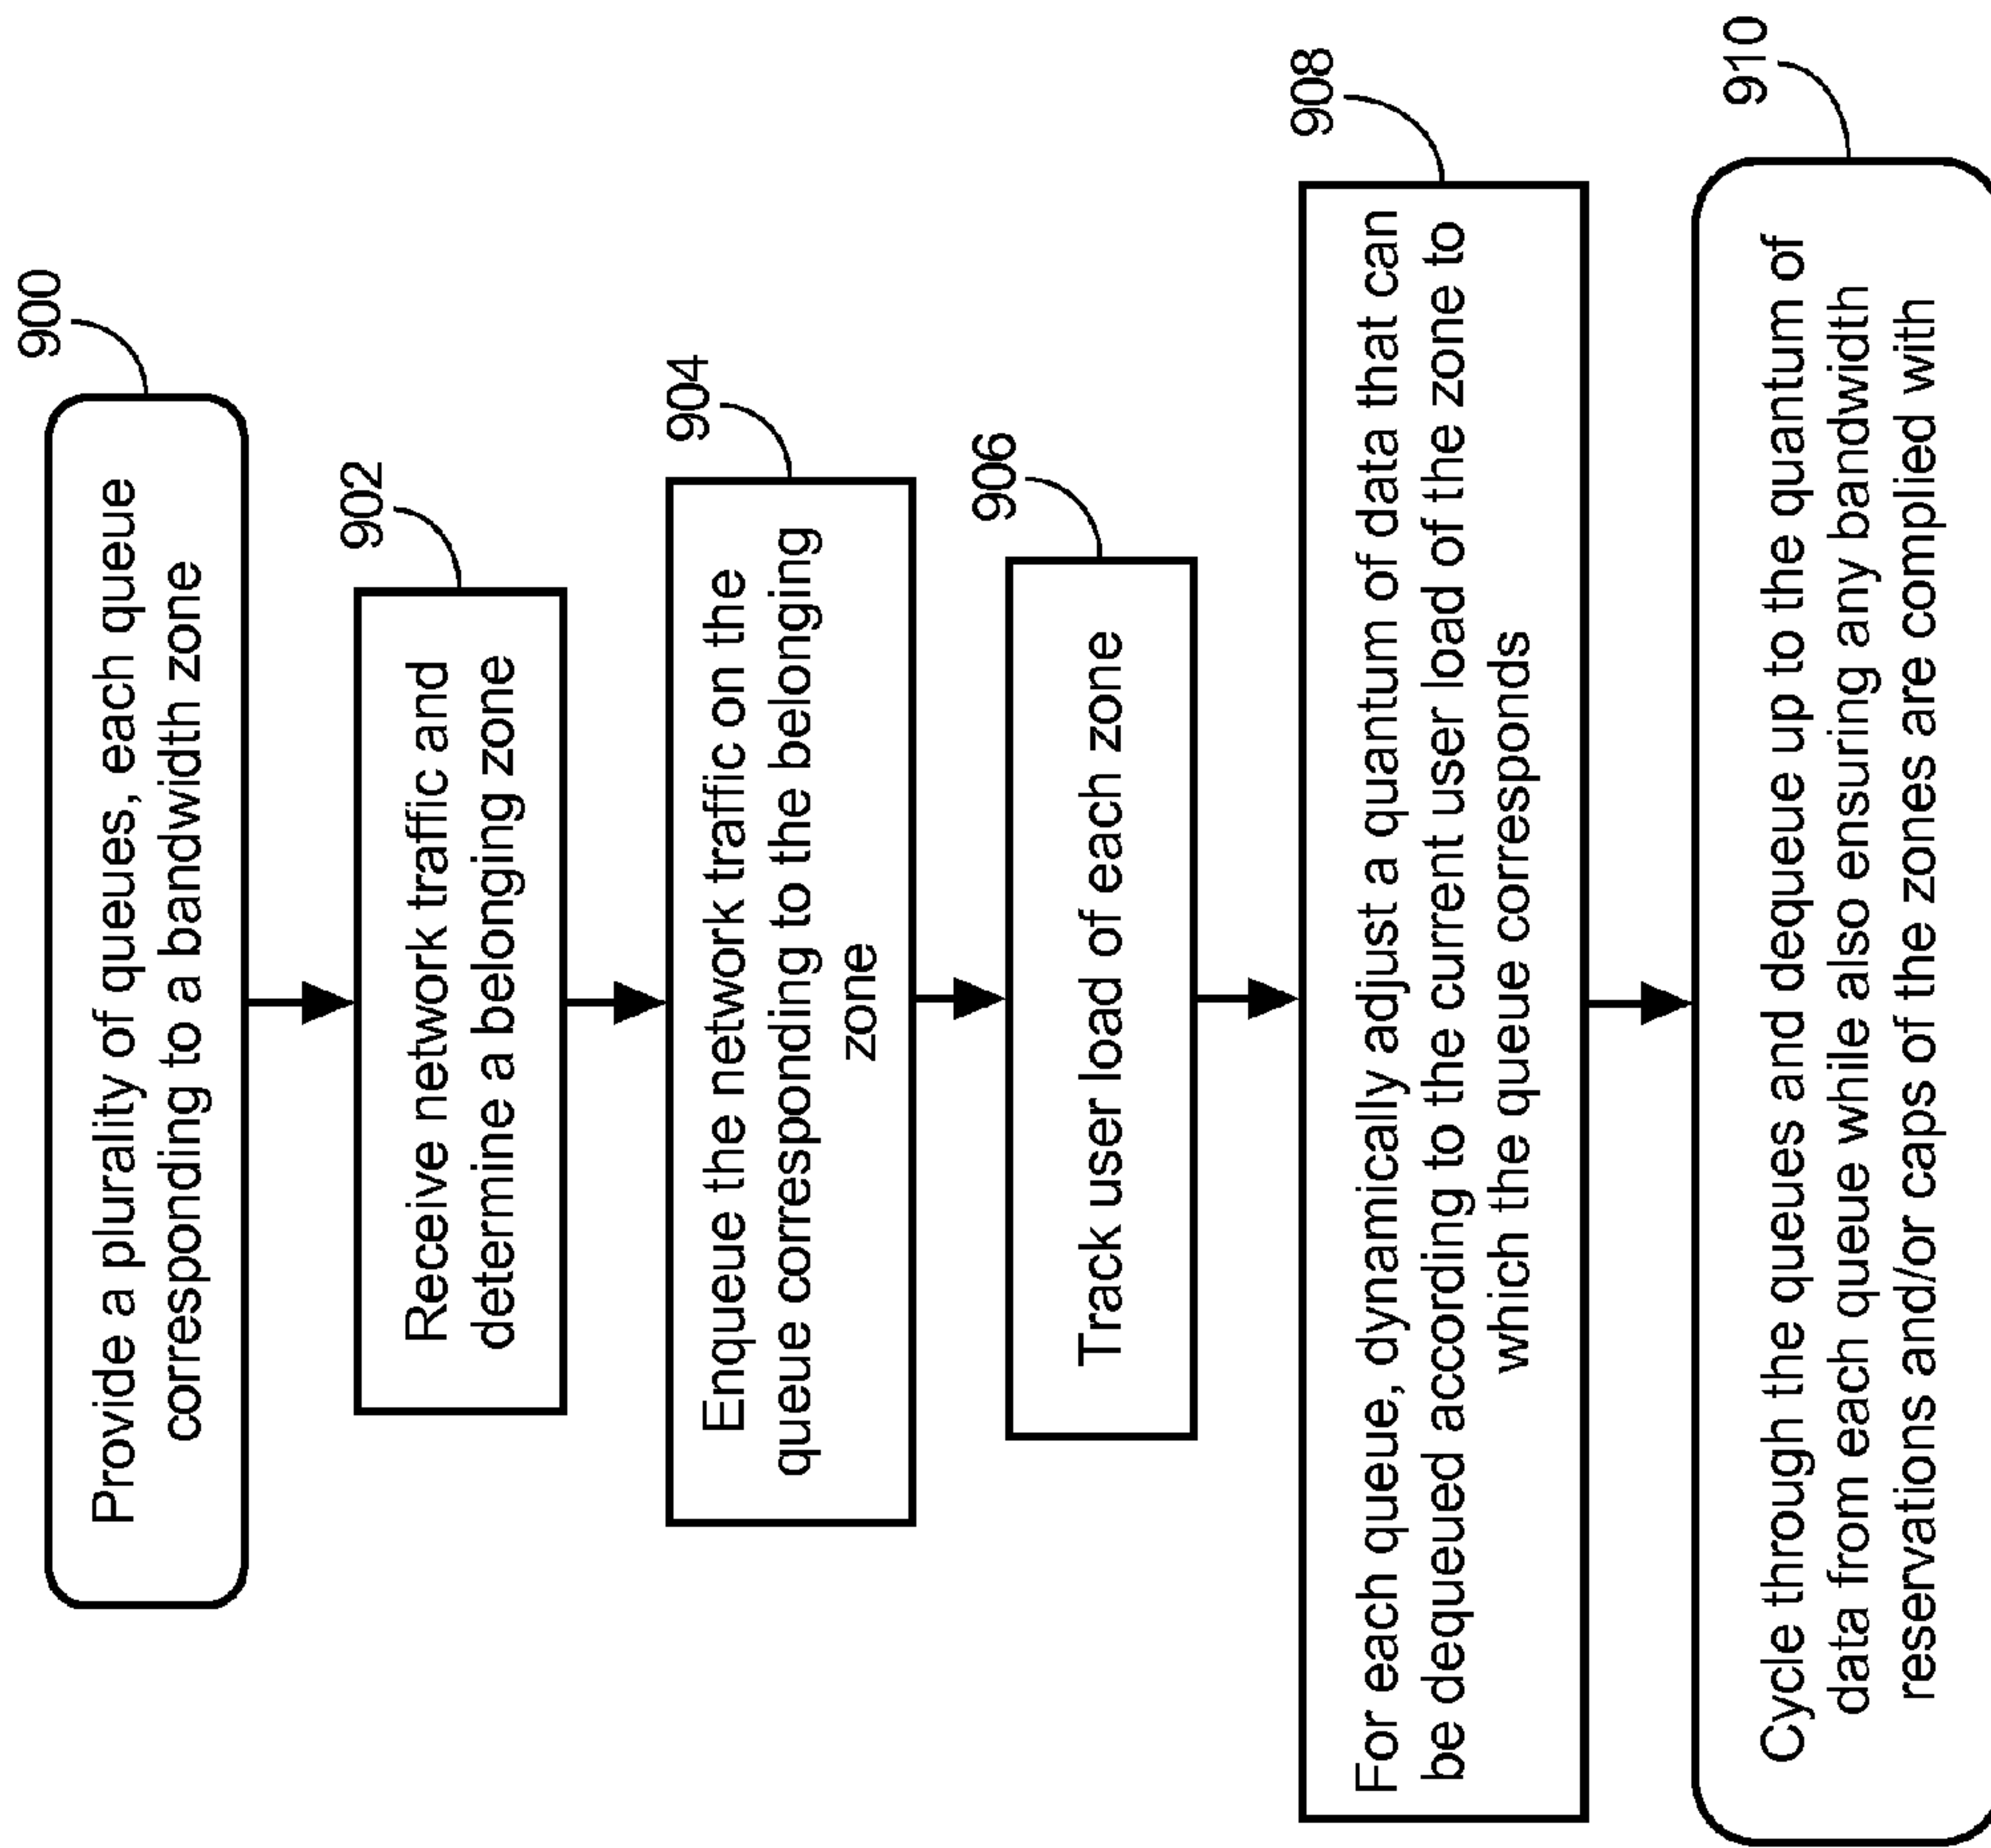 900
Provide a plurality of queues, each queue
corresponding to a bandwidth zone
902
Receive network traffic and
determine a belonging zone
904
Enqueue the network traffic on the
queue corresponding to the belonging
zone
906
Track user load of each zone
908
For each queue, dynamically adjust a quantum of data that can
be dequeued according to the current user load of the zone to
which the queue corresponds
910
Cycle through the queues and dequeue up to the quantum of
data from each queue while also ensuring any bandwidth
reservations and/or caps of the zones are complied with